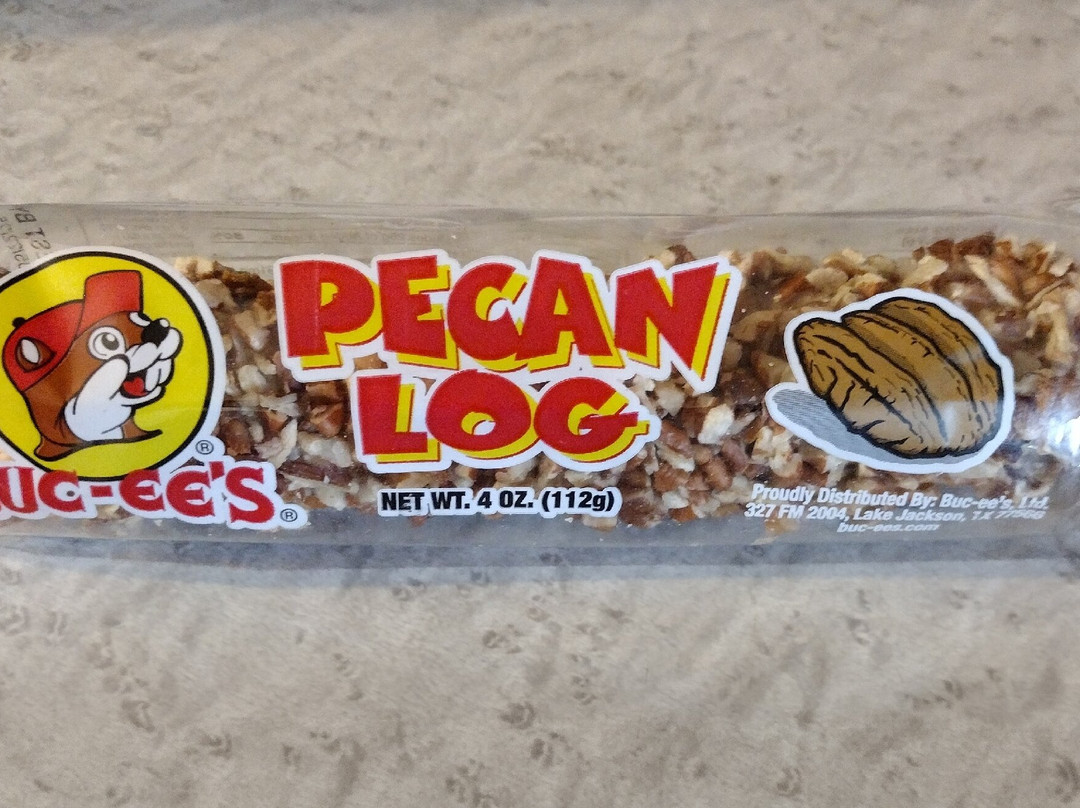 PECAN
LOG
UC-EE'S®
NET WT. 4 OZ. (112g)
Proudly Distributed By: Buc-ee's, Ltd.
327 FM 2004, Lake Jackson, TX 77566
buc-ees.com